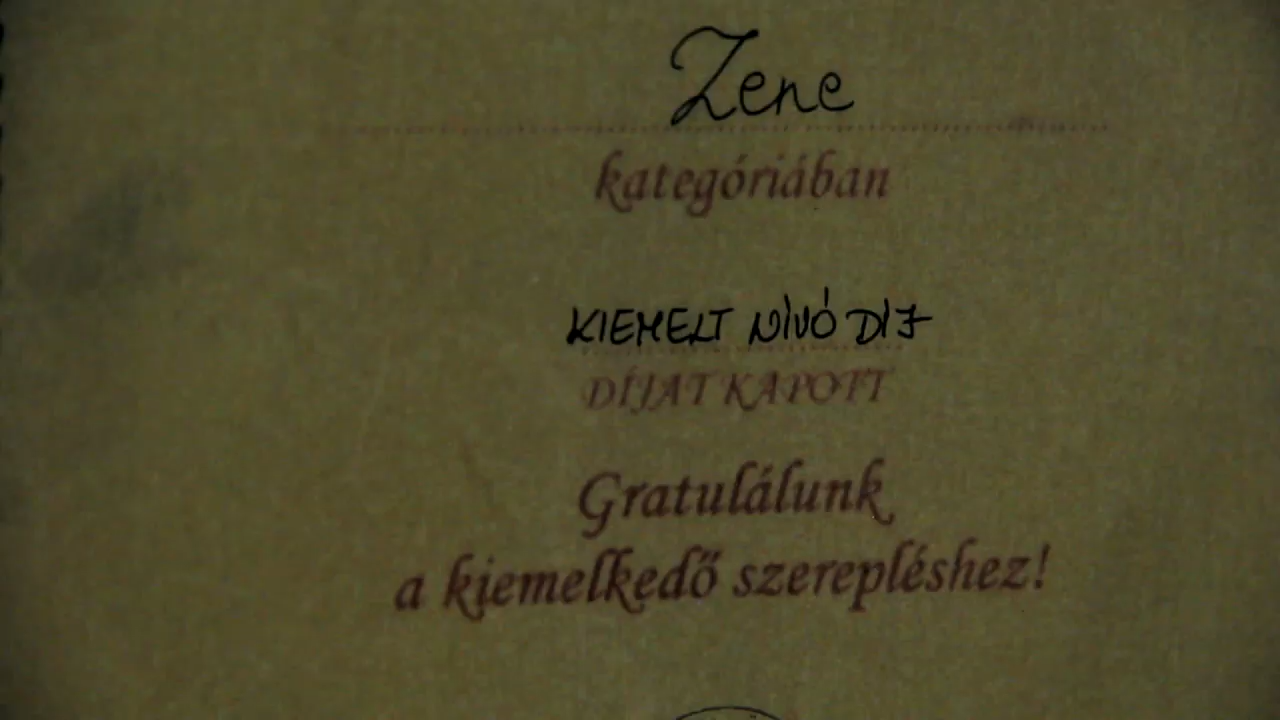 Zene
kategóriában
KIEMELT NÍVÓ DÍJ
DÍJAT KAPOTT
Gratulálunk
a kiemelkedő szerepléshez!